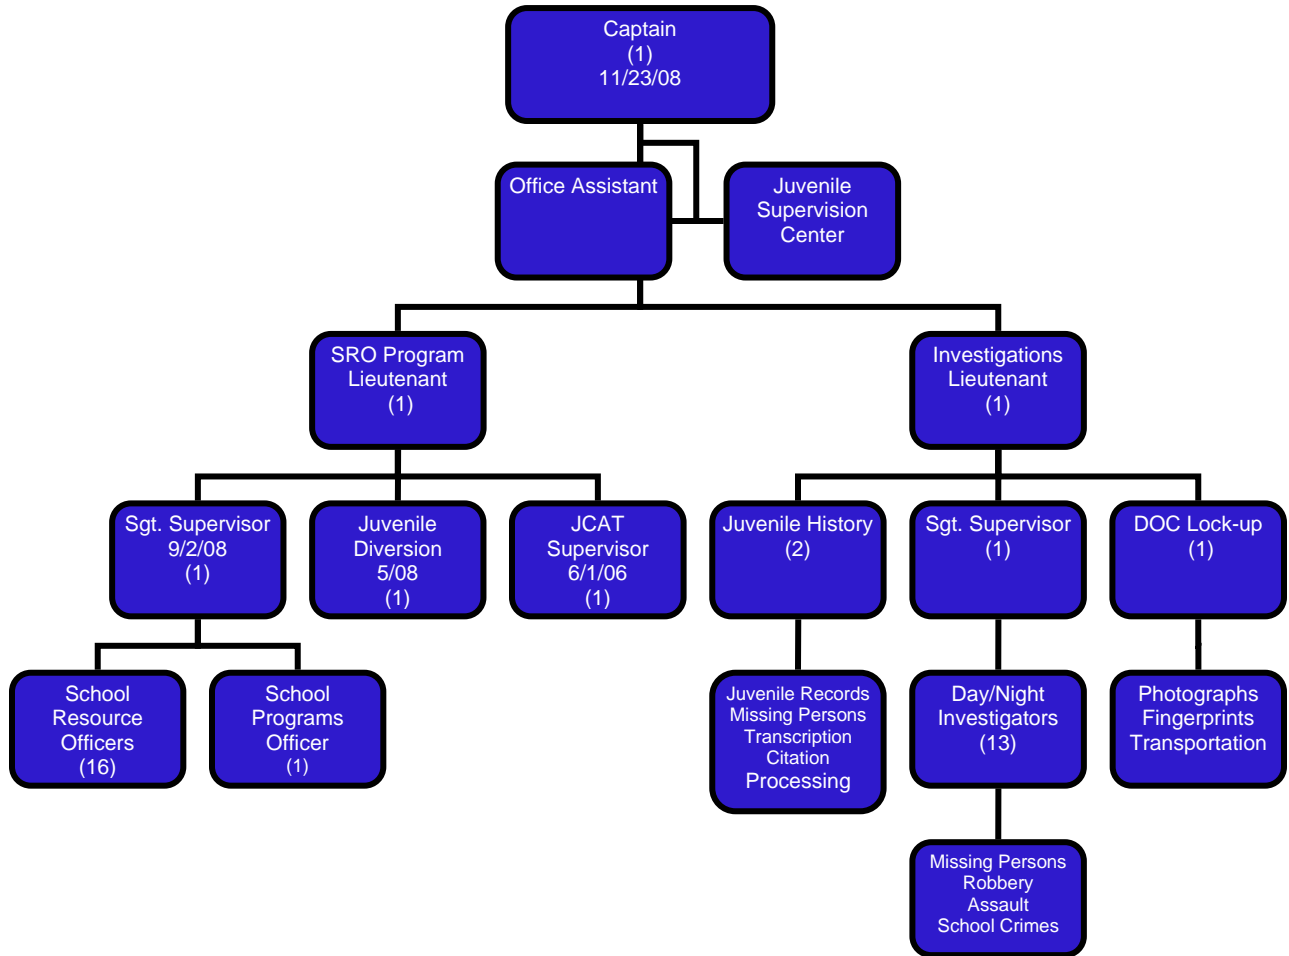 Captain
(1)
11/23/08
Office Assistant
Juvenile
Supervision
Center
SRO Program
Lieutenant
(1)
Investigations
Lieutenant
(1)
Sgt. Supervisor
9/2/08
(1)
Juvenile
Diversion
5/08
(1)
JCAT
Supervisor
6/1/06
(1)
Juvenile History
(2)
Sgt. Supervisor
(1)
DOC Lock-up
(1)
School
Resource
Officers
(16)
School
Programs
Officer
(1)
Juvenile Records
Missing Persons
Transcription
Citation
Processing
Day/Night
Investigators
(13)
Photographs
Fingerprints
Transportation
Missing Persons
Robbery
Assault
School Crimes